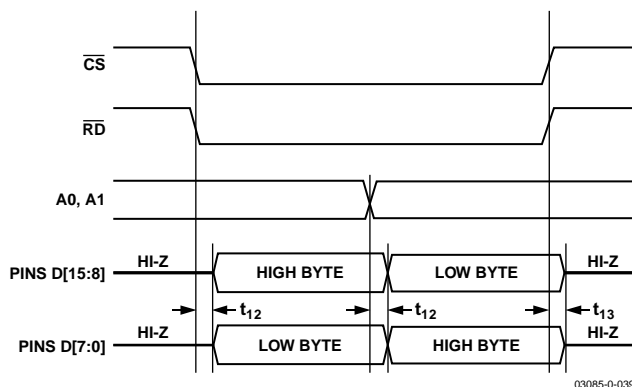 CS
RD
A0, A1
PINS D[15:8]
HI-Z
HIGH BYTE
LOW BYTE
HI-Z
t12
t12
t13
PINS D[7:0]
HI-Z
LOW BYTE
HIGH BYTE
HI-Z
03085-0-039